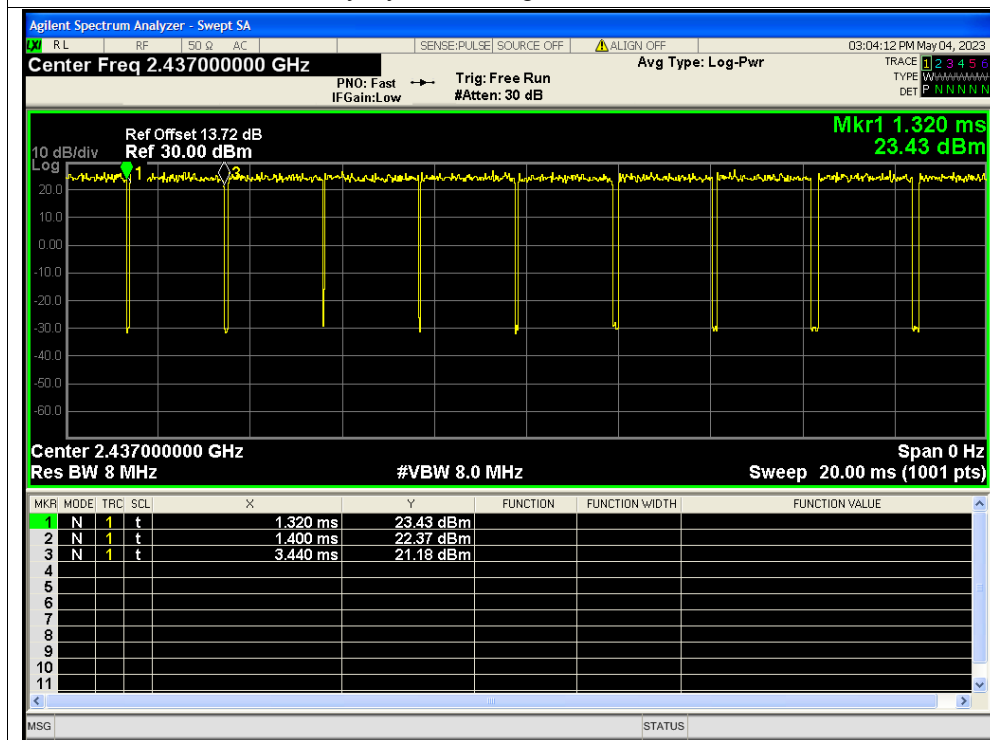 Agilent Spectrum Analyzer - Swept SA
LXI RL RF 50 Ω AC SENSE:PULSE SOURCE OFF ALIGN OFF 03:04:12 PM May 04, 2023
Center Freq 2.437000000 GHz Avg Type: Log-Pwr TRACE 1 2 3 4 5 6
PNO: Fast Trig: Free Run TYPE WWWWWW
IFGain:Low #Atten: 30 dB DET P N N N N N
Mkr1 1.320 ms
Ref Offset 13.72 dB
10 dB/div Ref 30.00 dBm 23.43 dBm
Log
1 3
20.0
10.0
0.00
-10.0
-20.0
-30.0
-40.0
-50.0
-60.0
Center 2.437000000 GHz Span 0 Hz
Res BW 8 MHz #VBW 8.0 MHz Sweep 20.00 ms (1001 pts)
MKR MODE TRC SCL X Y FUNCTION FUNCTION WIDTH FUNCTION VALUE
1 N 1 t 1.320 ms 23.43 dBm
2 N 1 t 1.400 ms 22.37 dBm
3 N 1 t 3.440 ms 21.18 dBm
4
5
6
7
8
9
10
11
MSG STATUS